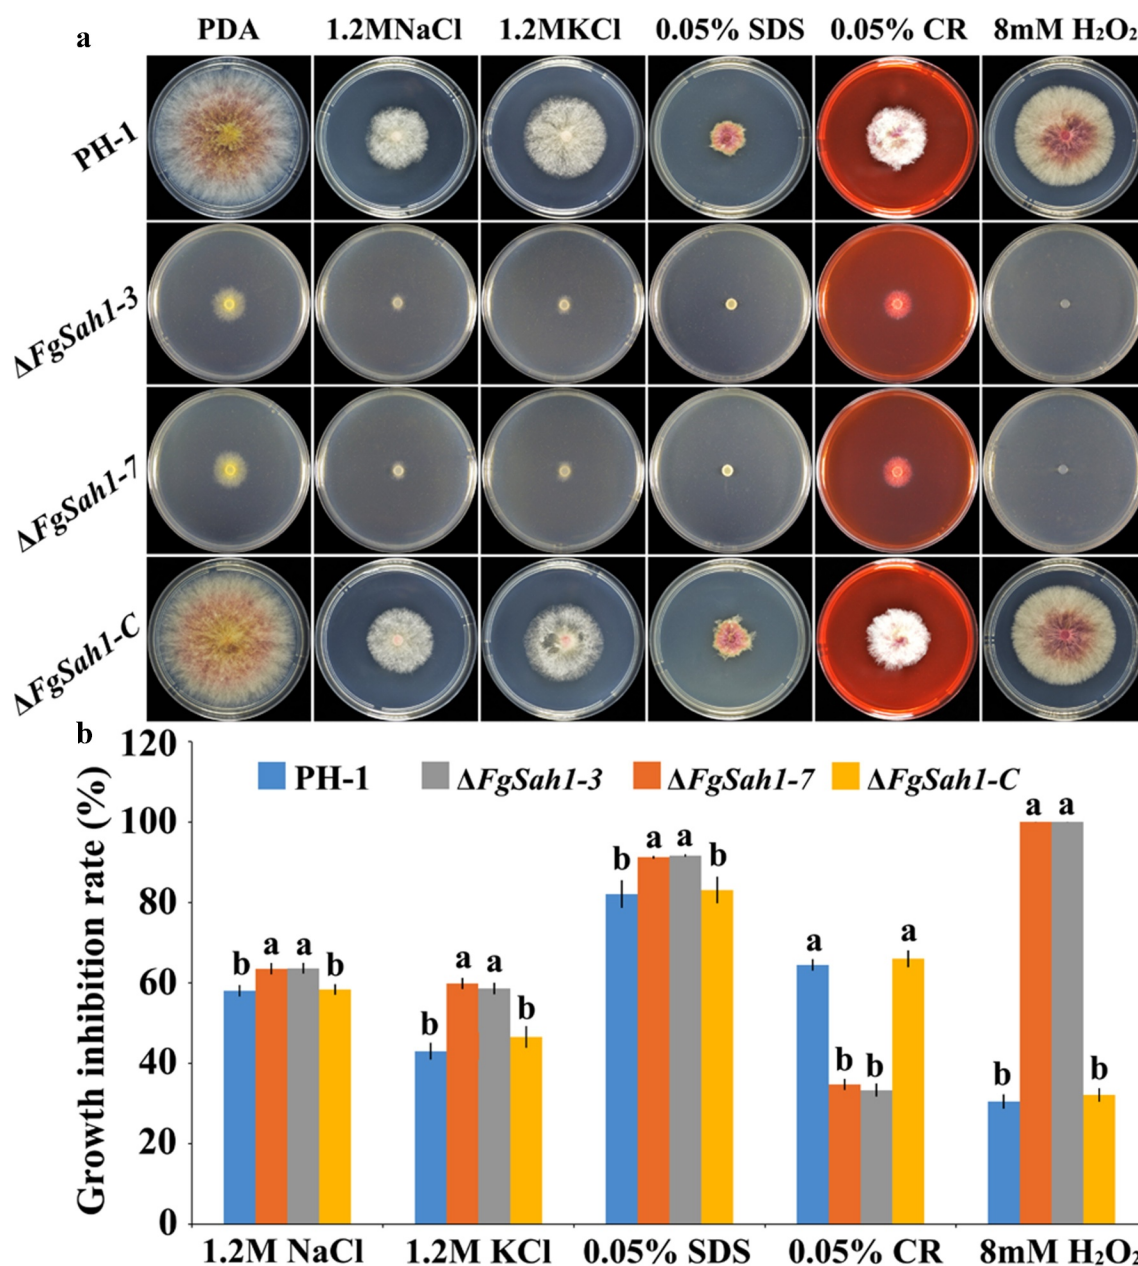 a
PDA 1.2MNaCl 1.2MKCl 0.05% SDS 0.05% CR 8mM H₂O₂
PH-1
ΔFgSah1-3
ΔFgSah1-7
ΔFgSah1-C
b
Growth inhibition rate (%)
120
100
80
60
40
20
0
PH-1 ΔFgSah1-3 ΔFgSah1-7 ΔFgSah1-C
b a a b
b a a b
b a a b
a b b a
b a a b
1.2M NaCl 1.2M KCl 0.05% SDS 0.05% CR 8mM H₂O₂